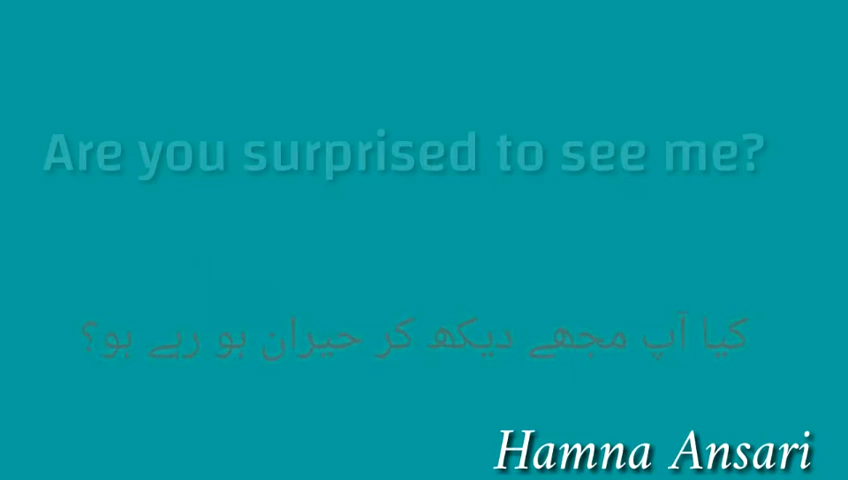 Are you surprised to see me?
کیا آپ مجھے دیکھ کر حیران ہو رہے ہو؟
Hamna Ansari